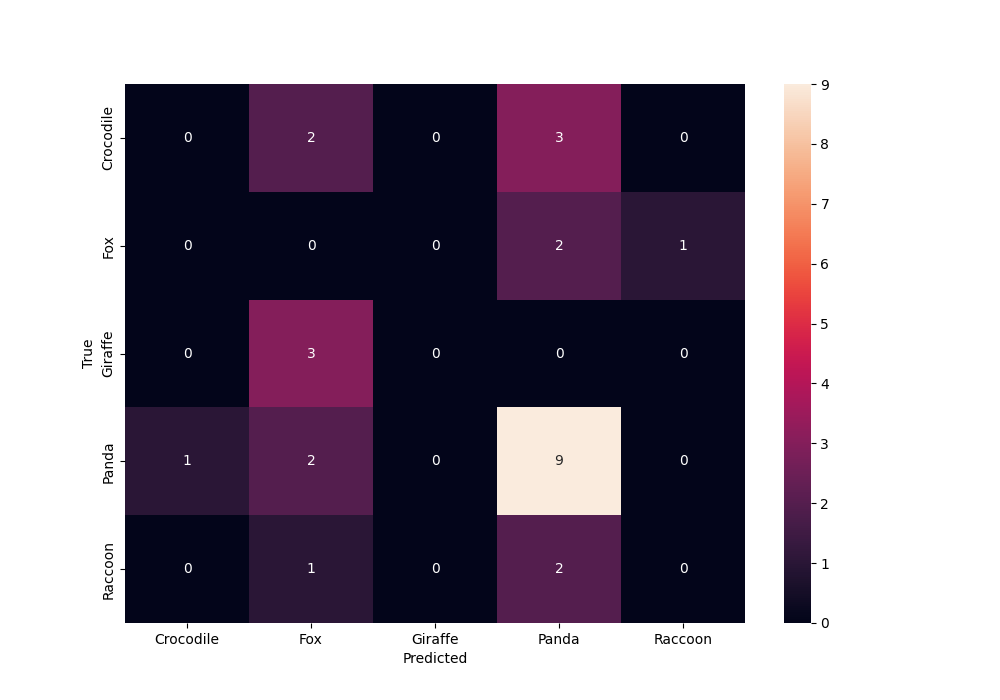 Crocodile 0 2 0 3 0
Fox 0 0 0 2 1
Giraffe 0 3 0 0 0
Panda 1 2 0 9 0
Raccoon 0 1 0 2 0
True
Crocodile Fox Giraffe Panda Raccoon
Predicted
9
8
7
6
5
4
3
2
1
0